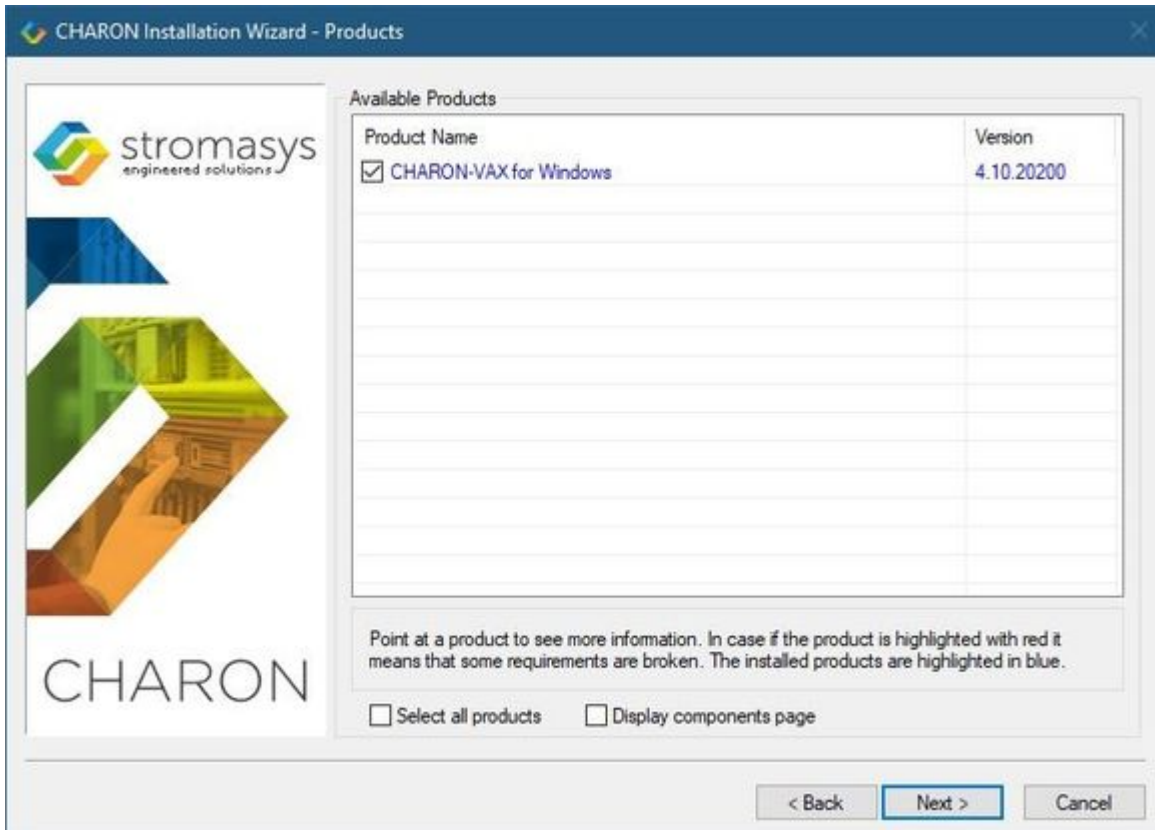 CHARON Installation Wizard - Products
stromasys
engineered solutions
CHARON
Available Products
Product Name Version
CHARON-VAX for Windows 4.10.20200
Point at a product to see more information. In case if the product is highlighted with red it
means that some requirements are broken. The installed products are highlighted in blue.
Select all products Display components page
< Back Next > Cancel